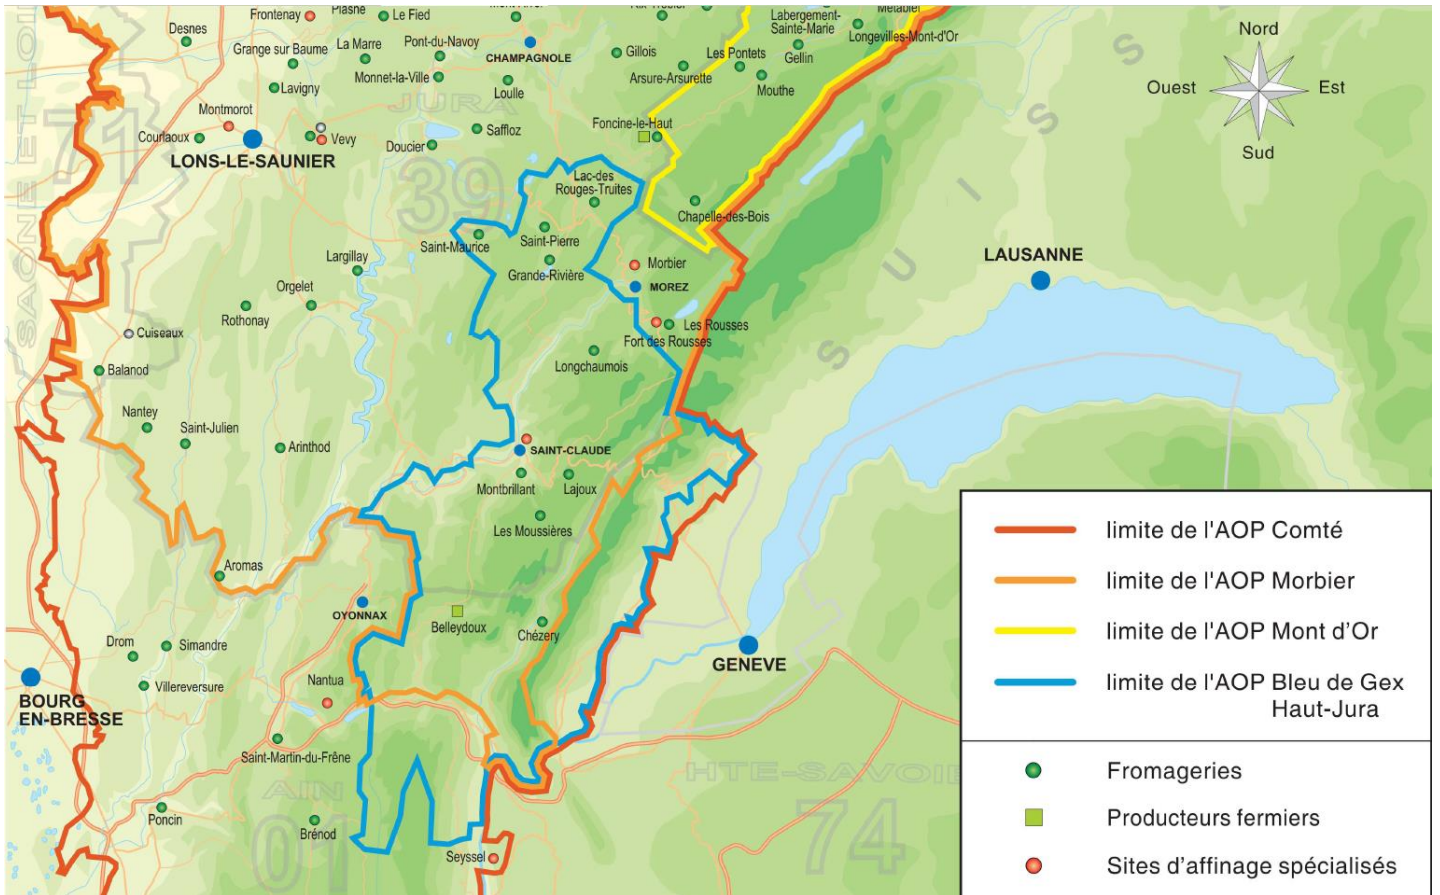 Frontenay
Plasne
Le Fied
Labergement-
Sainte-Marie
Métabief
Longevilles-Mont-d'Or
Desnes
Grange sur Baume
La Marre
Pont-du-Navoy
CHAMPAGNOLE
Gillois
Les Pontets
Gellin
Monnet-la-Ville
Arsure-Arsurette
Mouthe
Lavigny
Loulle
JURA
Montmorot
Foncine-le-Haut
Courlaoux
Vevy
Saffloz
Doucier
LONS-LE-SAUNIER
SAÔNE ET LOIRE
71
39
Lac-des
Rouges-Truites
Chapelle-des-Bois
Saint-Maurice
Saint-Pierre
Grande-Rivière
Largillay
Morbier
MOREZ
Orgelet
Rothonay
Les Rousses
Fort des Rousses
Cuiseaux
Longchaumois
Balanod
Nantey
Saint-Julien
Arinthod
SAINT-CLAUDE
Montbrillant
Lajoux
Les Moussières
Aromas
OYONNAX
Belleydoux
Chézery
Drom
Simandre
Villereversure
Nantua
BOURG
EN-BRESSE
Saint-Martin-du-Frêne
AIN
01
Poncin
Brénod
Seyssel
SUISSE
LAUSANNE
GENEVE
HTE-SAVOIE
74
Nord
Ouest
Est
Sud
limite de l'AOP Comté
limite de l'AOP Morbier
limite de l'AOP Mont d'Or
limite de l'AOP Bleu de Gex
Haut-Jura
Fromageries
Producteurs fermiers
Sites d'affinage spécialisés